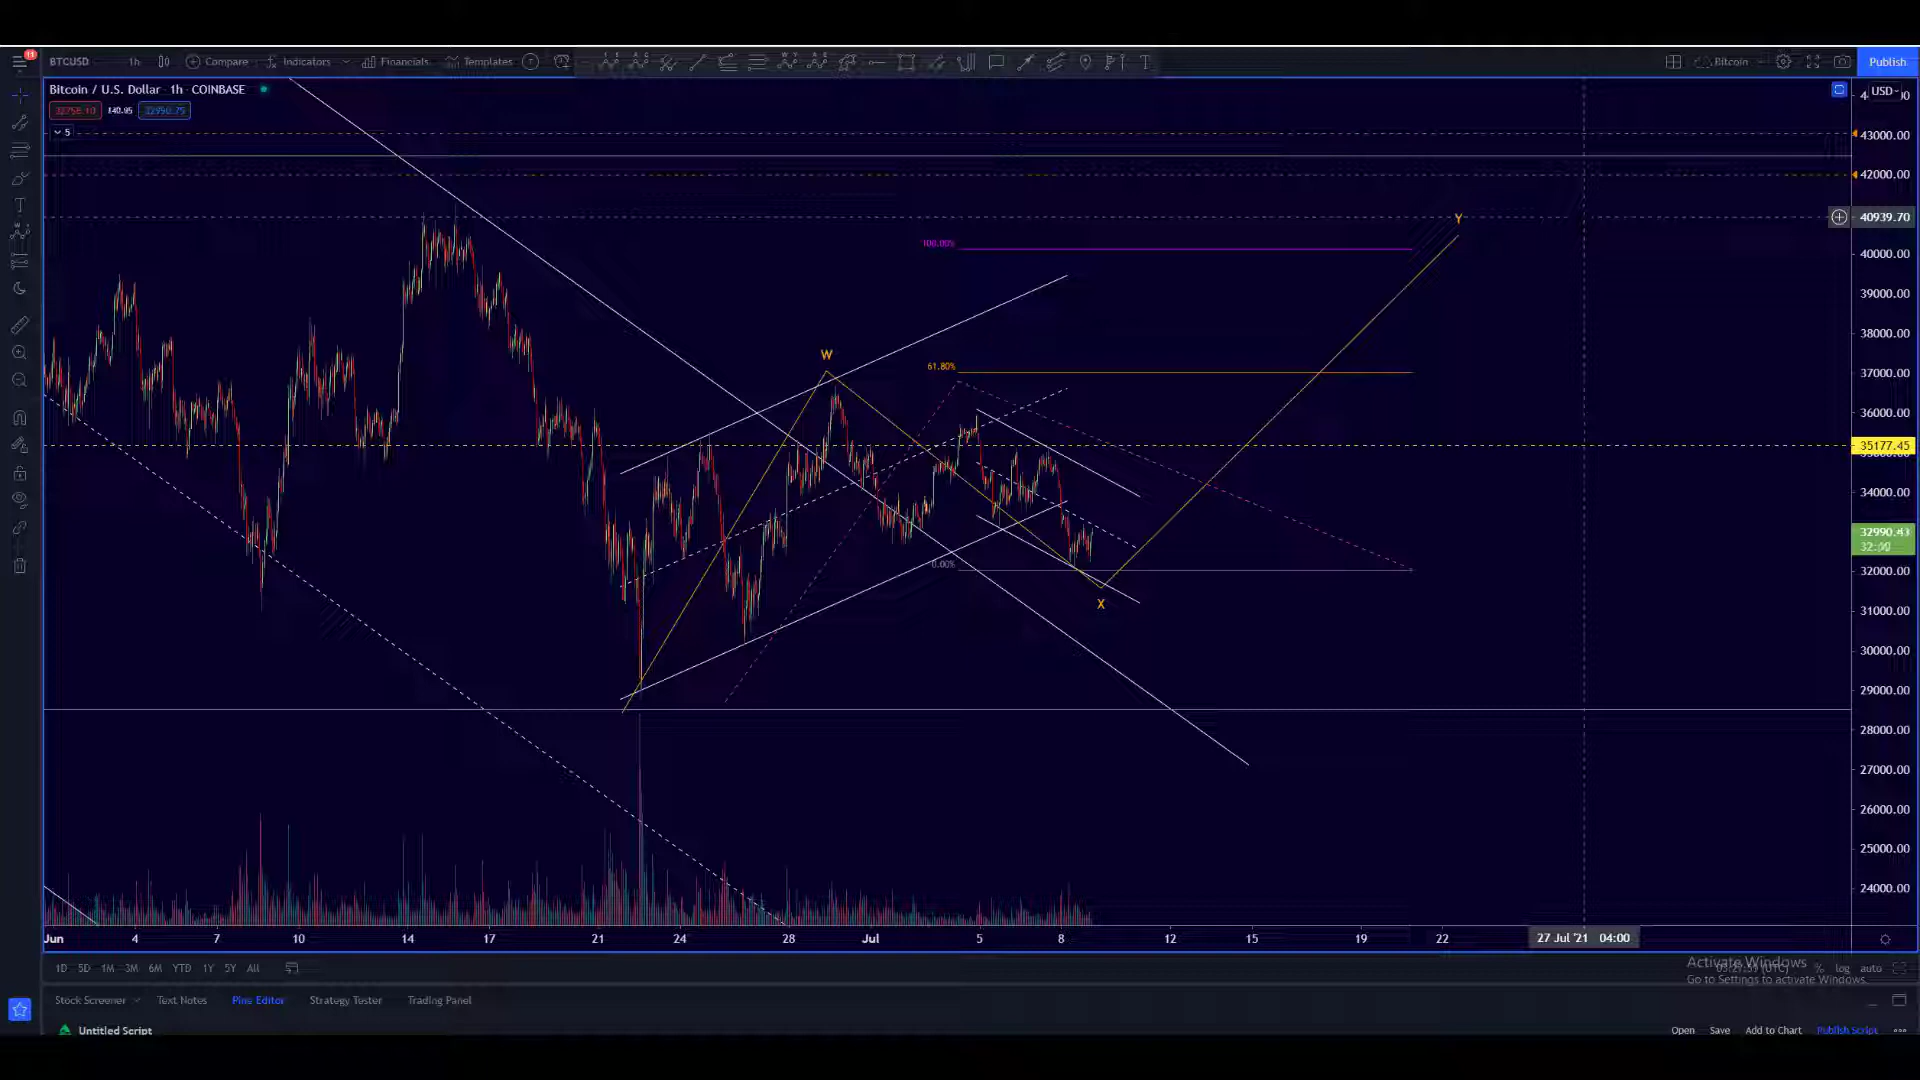 11
BTCUSD 1h Compare Indicators Financials Templates Bitcoin Publish
Bitcoin / U.S. Dollar · 1h · COINBASE
140.95
5
USD
43000.00
42000.00
40939.70
40000.00
39000.00
38000.00
37000.00
36000.00
35177.45
34000.00
32990.43
32000.00
31000.00
30000.00
29000.00
28000.00
27000.00
26000.00
25000.00
24000.00
Y
100.00%
W
61.80%
0.00%
X
Jun 4 7 10 14 17 21 24 28 Jul 5 8 12 15 19 22 27 Jul '21 04:00
1D 5D 1M 3M 6M YTD 1Y 5Y All % log auto
Activate Windows
Go to Settings to activate Windows.
Stock Screener Text Notes Pine Editor Strategy Tester Trading Panel
Untitled Script Open Save Add to Chart Publish Script